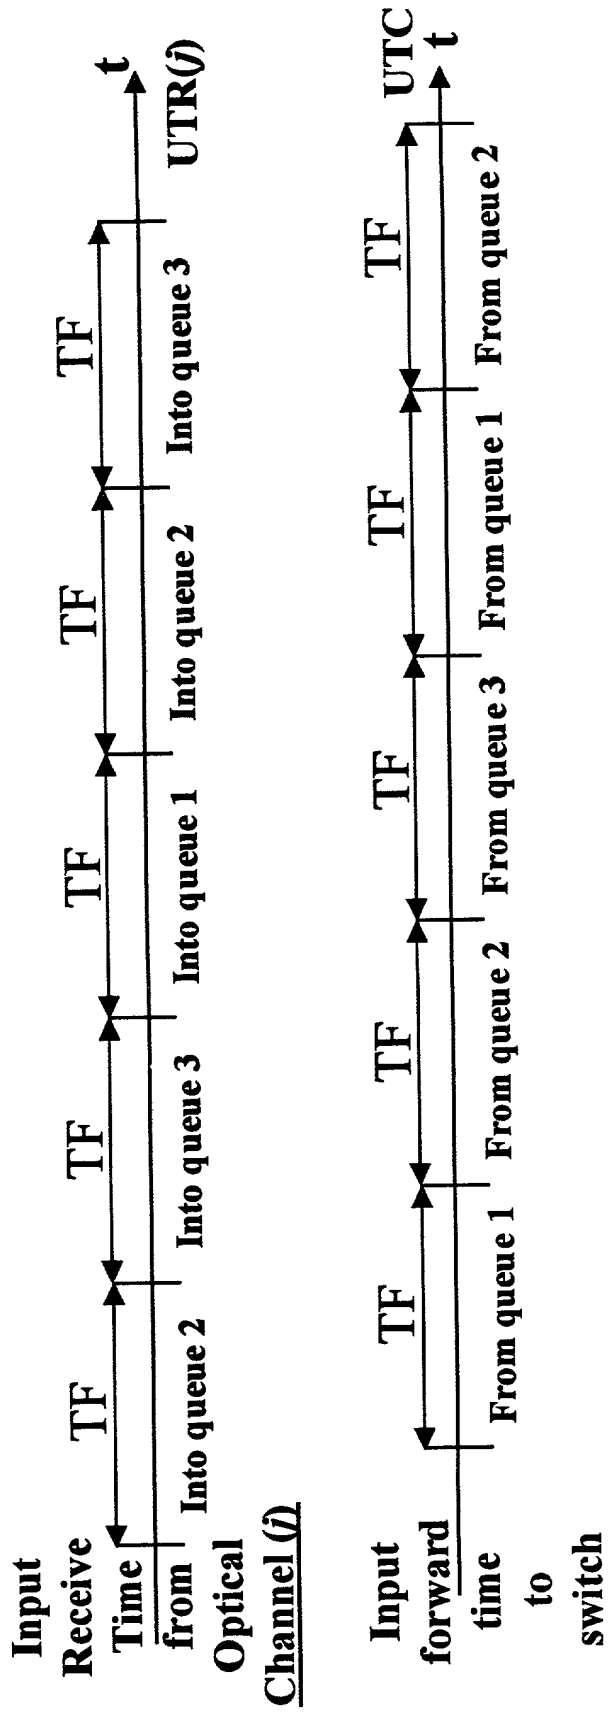 Input
Receive
Time
from
Optical
Channel (j)
TF
TF
TF
TF
TF
t
Into queue 2
Into queue 3
Into queue 1
Into queue 2
Into queue 3
UTR(j)
Input
forward
time
to
switch
TF
TF
TF
TF
TF
UTC
t
From queue 1
From queue 2
From queue 3
From queue 1
From queue 2